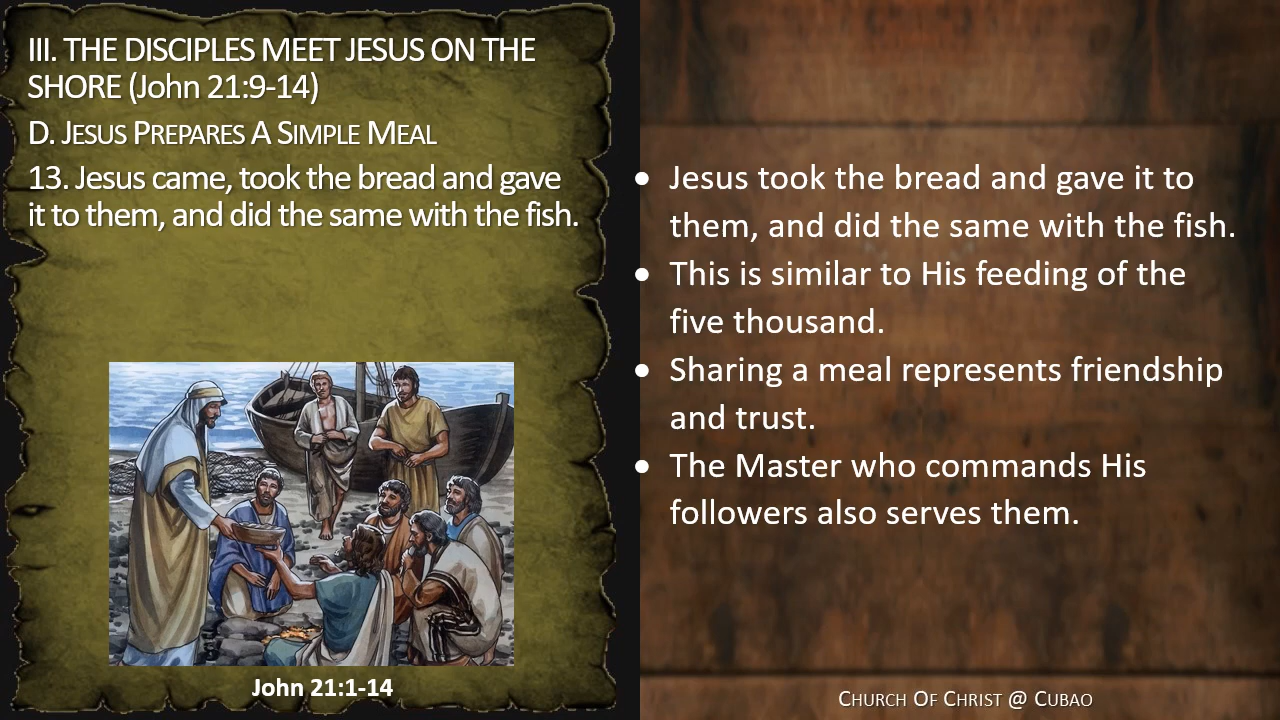 III. THE DISCIPLES MEET JESUS ON THE
SHORE (John 21:9-14)
D. JESUS PREPARES A SIMPLE MEAL
13. Jesus came, took the bread and gave
it to them, and did the same with the fish.
John 21:1-14
• Jesus took the bread and gave it to
them, and did the same with the fish.
• This is similar to His feeding of the
five thousand.
• Sharing a meal represents friendship
and trust.
• The Master who commands His
followers also serves them.
CHURCH OF CHRIST @ CUBAO